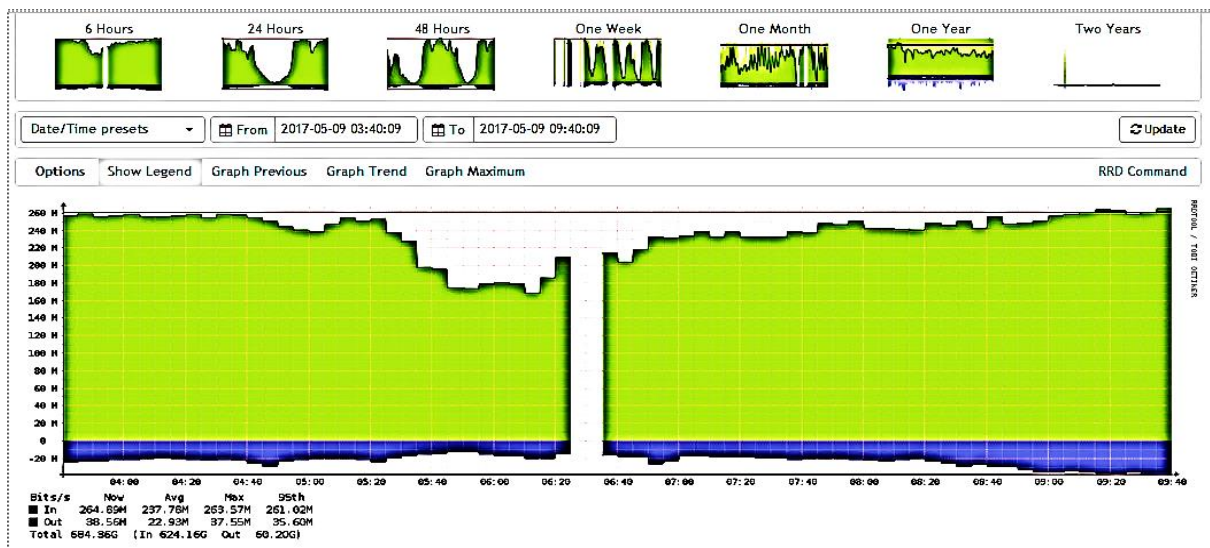 6 Hours 24 Hours 48 Hours One Week One Month One Year Two Years
Date/Time presets From 2017-05-09 03:40:09 To 2017-05-09 09:40:09 Update
Options Show Legend Graph Previous Graph Trend Graph Maximum RRD Command
260 M
240 M
220 M
200 M
180 M
160 M
140 M
120 M
100 M
80 M
60 M
40 M
20 M
0
-20 M
RRDTOOL / TOBI OETIKER
04:00 04:20 04:40 05:00 05:20 05:40 06:00 06:20 06:40 07:00 07:20 07:40 08:00 08:20 08:40 09:00 09:20 09:40
Bits/s Now Avg Max 95th
In 264.89M 237.78M 263.57M 261.02M
Out 38.56M 22.93M 37.55M 35.60M
Total 684.36G (In 624.16G Out 60.20G)